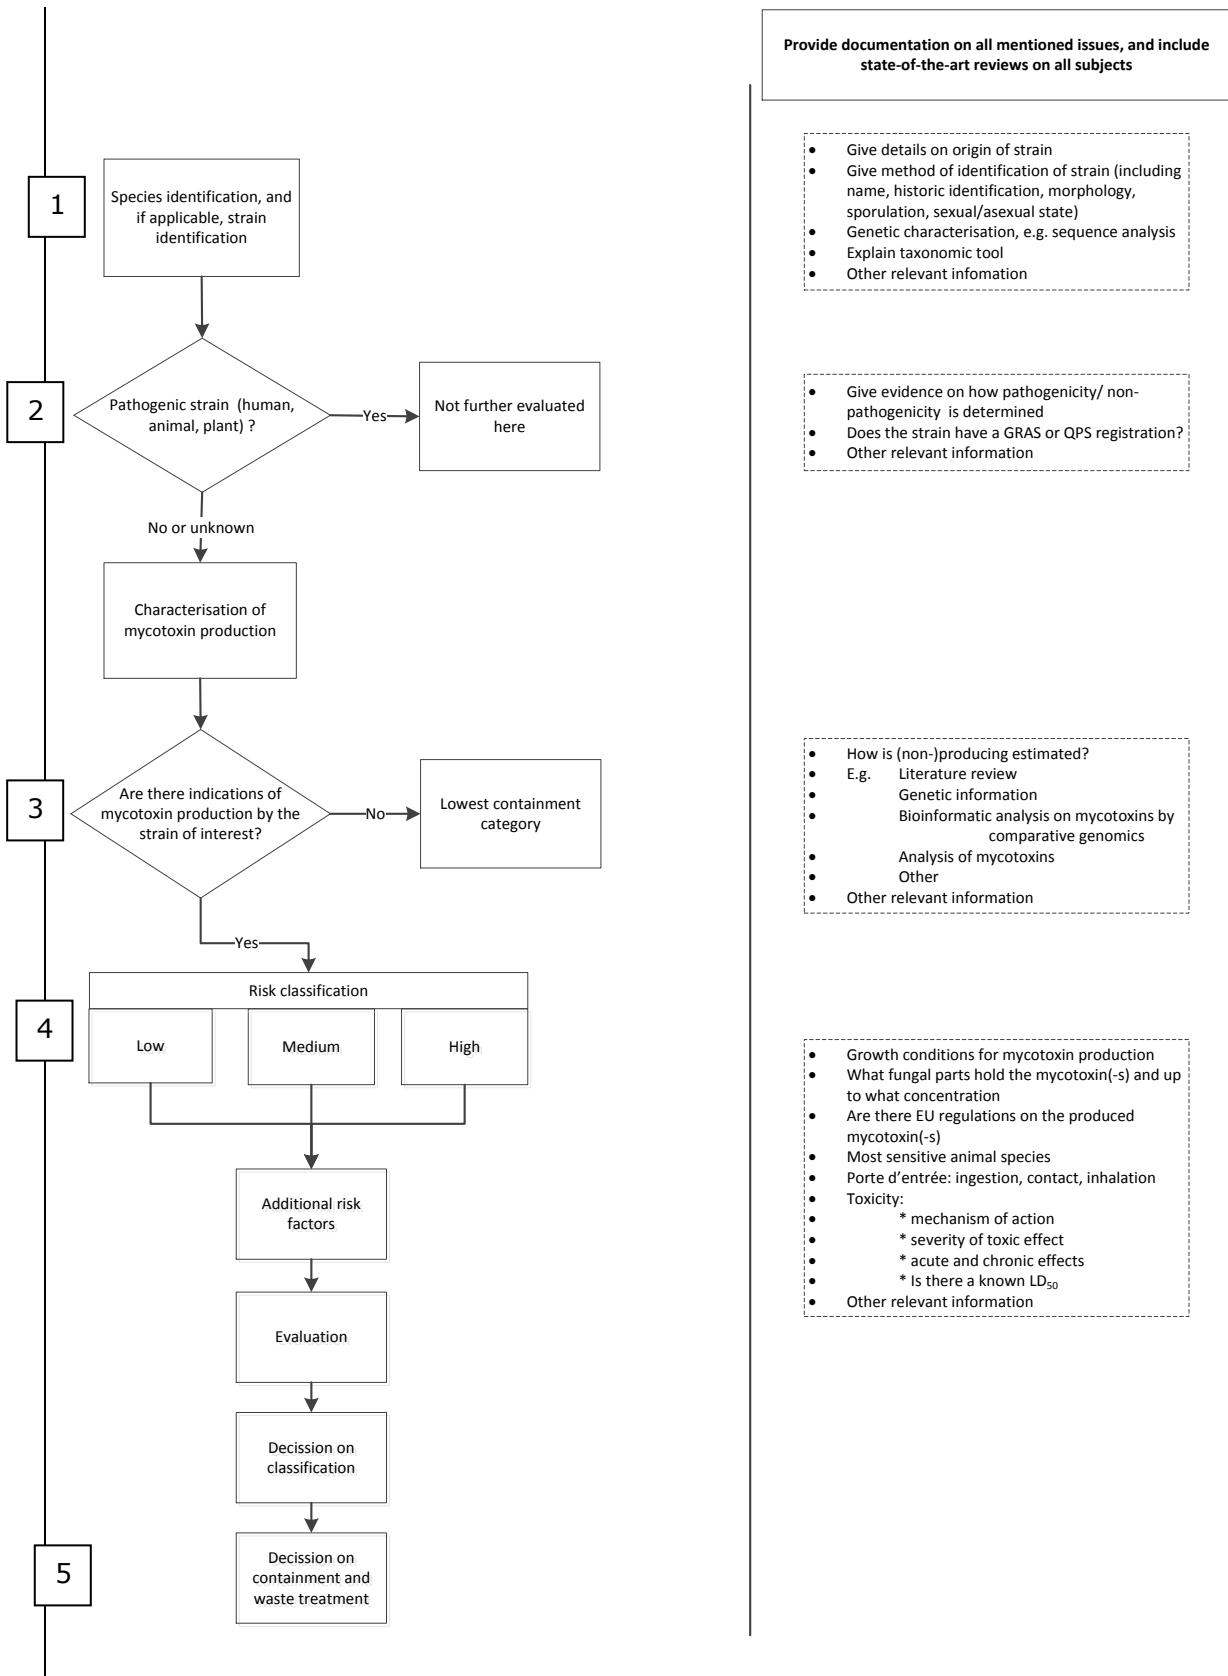 Provide documentation on all mentioned issues, and include
state-of-the-art reviews on all subjects
1
Species identification, and
if applicable, strain
identification
• Give details on origin of strain
• Give method of identification of strain (including
name, historic identification, morphology,
sporulation, sexual/asexual state)
• Genetic characterisation, e.g. sequence analysis
• Explain taxonomic tool
• Other relevant infomation
2
Pathogenic strain (human,
animal, plant) ?
Yes
Not further evaluated
here
• Give evidence on how pathogenicity/ non-
pathogenicity is determined
• Does the strain have a GRAS or QPS registration?
• Other relevant information
No or unknown
Characterisation of
mycotoxin production
3
Are there indications of
mycotoxin production by the
strain of interest?
No
Lowest containment
category
• How is (non-)producing estimated?
• E.g. Literature review
• Genetic information
• Bioinformatic analysis on mycotoxins by
comparative genomics
• Analysis of mycotoxins
• Other
• Other relevant information
Yes
4
Risk classification
Low
Medium
High
• Growth conditions for mycotoxin production
• What fungal parts hold the mycotoxin(-s) and up
to what concentration
• Are there EU regulations on the produced
mycotoxin(-s)
• Most sensitive animal species
• Porte d’entrée: ingestion, contact, inhalation
• Toxicity:
• * mechanism of action
• * severity of toxic effect
• * acute and chronic effects
• * Is there a known LD50
• Other relevant information
Additional risk
factors
Evaluation
Decission on
classification
5
Decission on
containment and
waste treatment